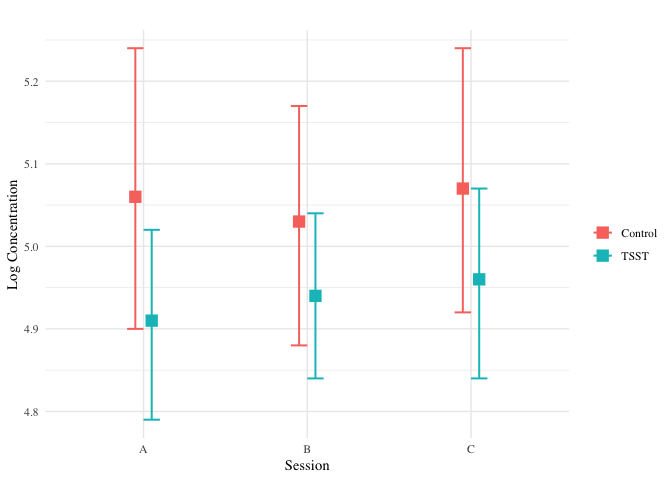 5.2
5.1
5.0
4.9
4.8
Log Concentration
A
B
C
Session
Control
TSST